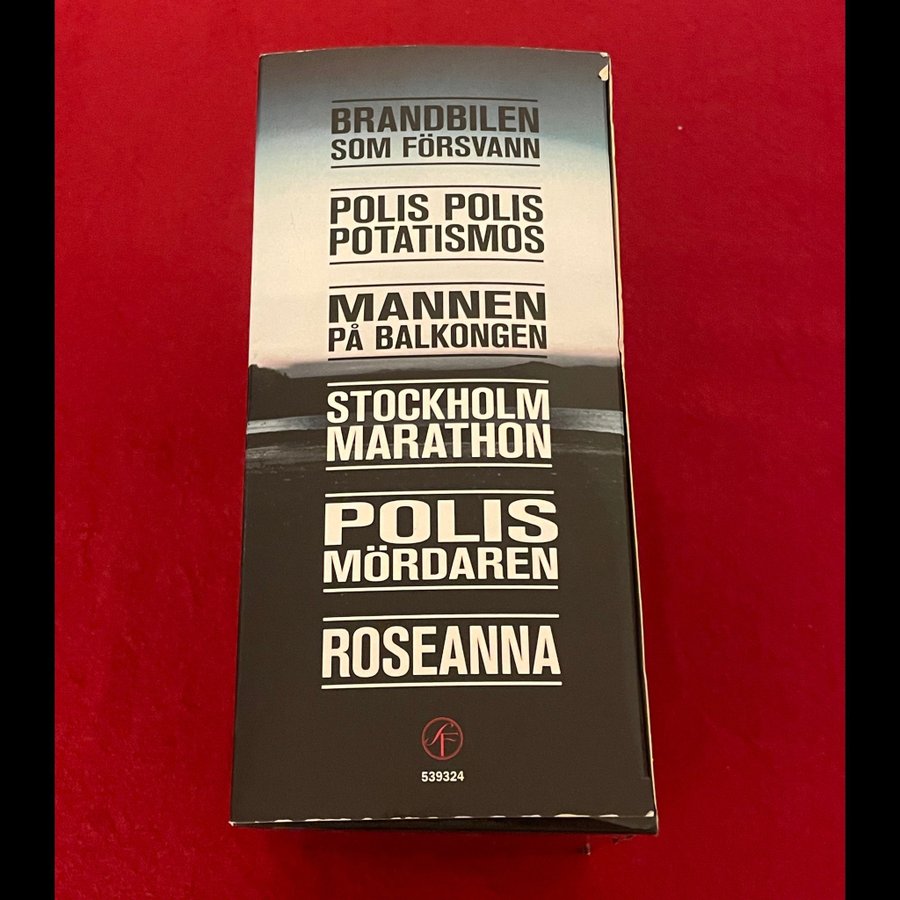 BRANDBILEN
SOM FÖRSVANN
POLIS POLIS
POTATISMOS
MANNEN
PÅ BALKONGEN
STOCKHOLM
MARATHON
POLIS
MÖRDAREN
ROSEANNA
SF
539324